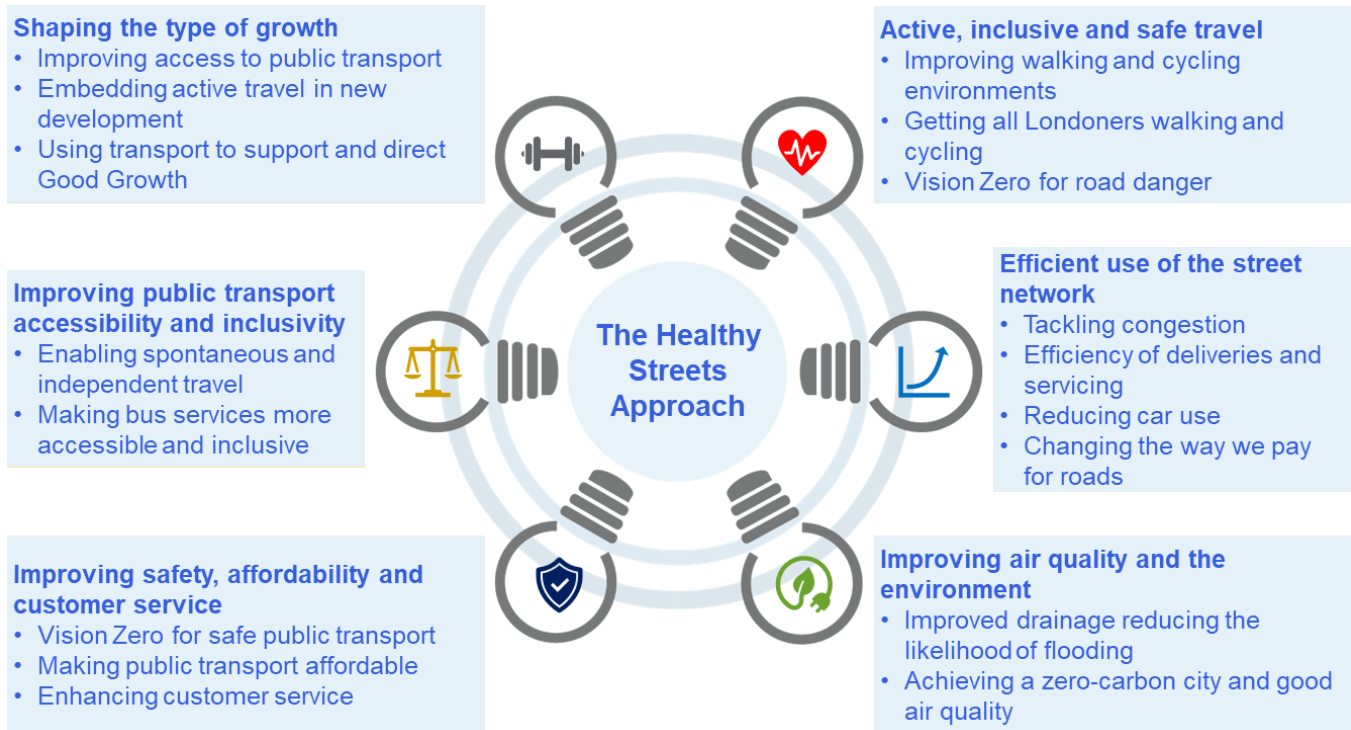 Shaping the type of growth
• Improving access to public transport
• Embedding active travel in new
development
• Using transport to support and direct
Good Growth
Active, inclusive and safe travel
• Improving walking and cycling
environments
• Getting all Londoners walking and
cycling
• Vision Zero for road danger
Improving public transport
accessibility and inclusivity
• Enabling spontaneous and
independent travel
• Making bus services more
accessible and inclusive
The Healthy
Streets
Approach
Efficient use of the street
network
• Tackling congestion
• Efficiency of deliveries and
servicing
• Reducing car use
• Changing the way we pay
for roads
Improving safety, affordability and
customer service
• Vision Zero for safe public transport
• Making public transport affordable
• Enhancing customer service
Improving air quality and the
environment
• Improved drainage reducing the
likelihood of flooding
• Achieving a zero-carbon city and good
air quality